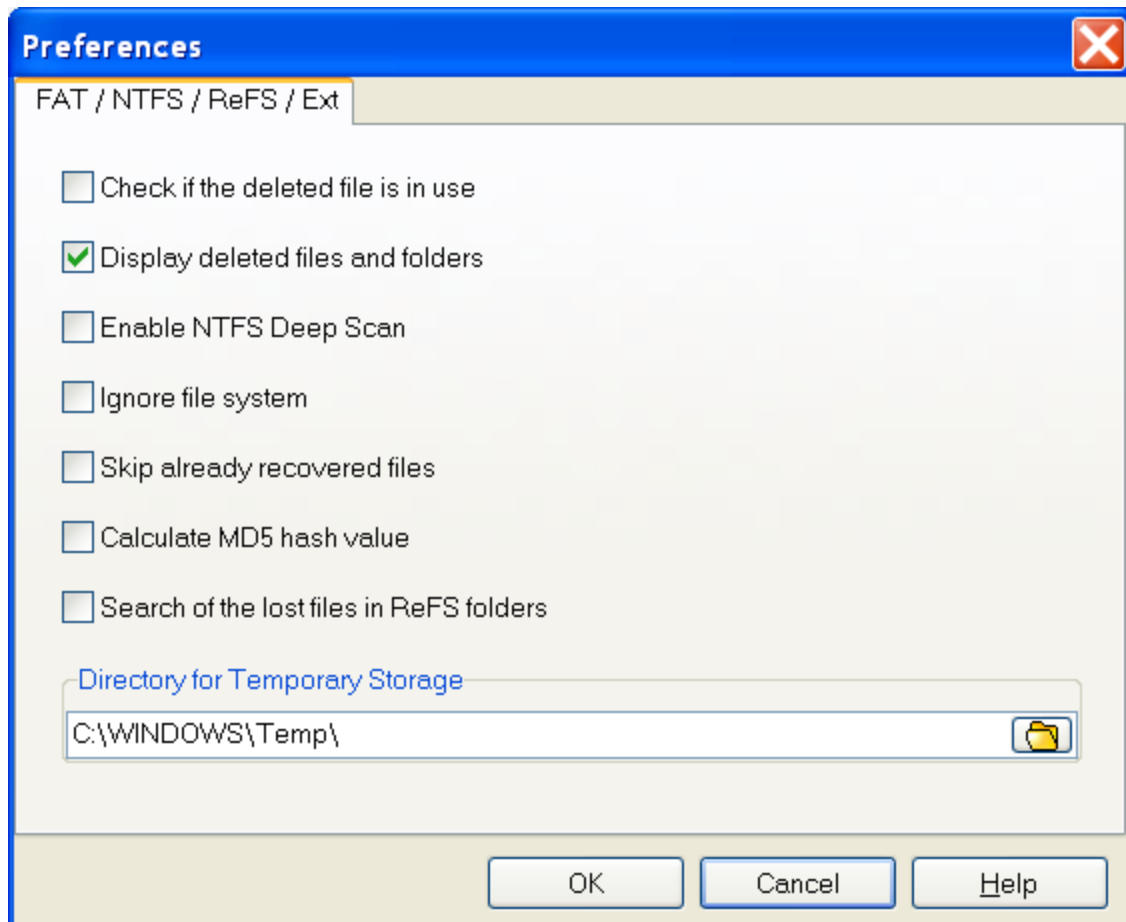 Preferences
FAT / NTFS / ReFS / Ext
Check if the deleted file is in use
Display deleted files and folders
Enable NTFS Deep Scan
Ignore file system
Skip already recovered files
Calculate MD5 hash value
Search of the lost files in ReFS folders
Directory for Temporary Storage
C:\WINDOWS\Temp\
OK Cancel Help